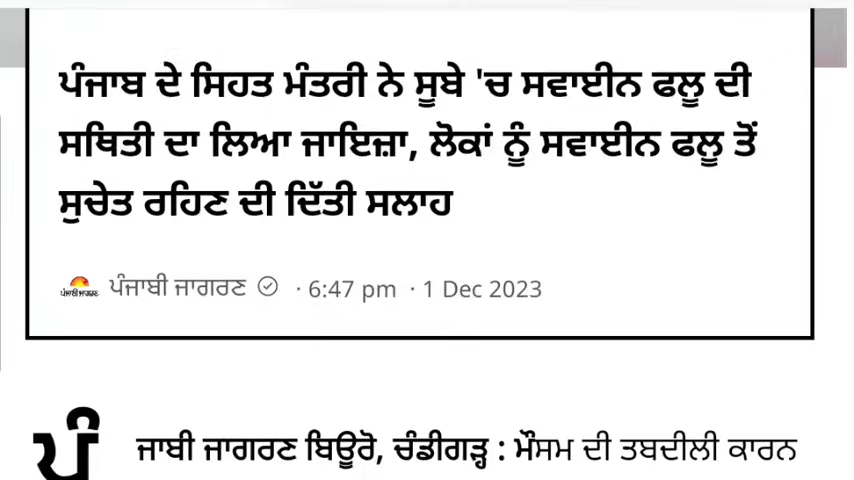 ਪੰਜਾਬ ਦੇ ਸਿਹਤ ਮੰਤਰੀ ਨੇ ਸੂਬੇ 'ਚ ਸਵਾਈਨ ਫਲੂ ਦੀ
ਸਥਿਤੀ ਦਾ ਲਿਆ ਜਾਇਜ਼ਾ, ਲੋਕਾਂ ਨੂੰ ਸਵਾਈਨ ਫਲੂ ਤੋਂ
ਸੁਚੇਤ ਰਹਿਣ ਦੀ ਦਿੱਤੀ ਸਲਾਹ
ਪੰਜਾਬੀ ਜਾਗਰਣ ਪੰਜਾਬੀ ਜਾਗਰਣ · 6:47 pm · 1 Dec 2023
ਪੰਜਾਬੀ ਜਾਗਰਣ ਬਿਊਰੋ, ਚੰਡੀਗੜ੍ਹ : ਮੌਸਮ ਦੀ ਤਬਦੀਲੀ ਕਾਰਨ